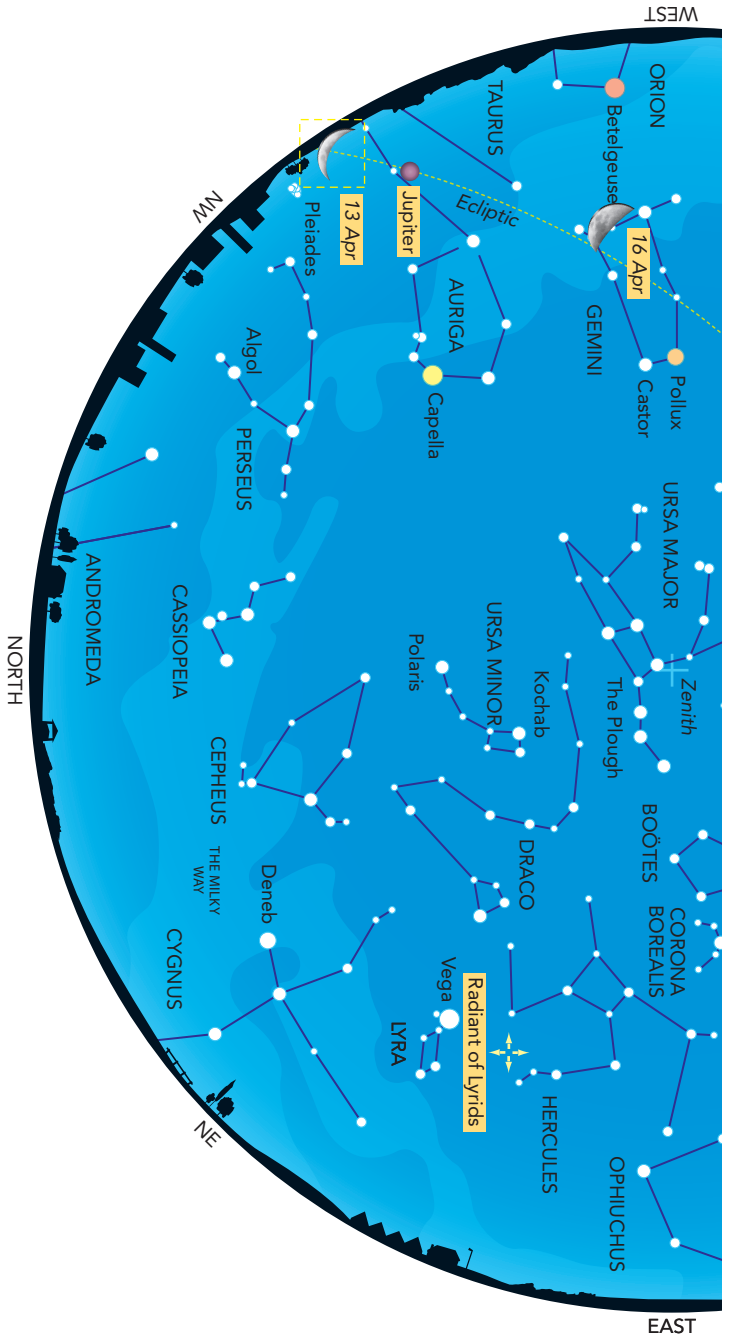 WEST
ORION
Betelgeuse
TAURUS
Ecliptic
16 Apr
Jupiter
13 Apr
Pleiades
NW
GEMINI
AURIGA
Pollux
Castor
Capella
Algol
PERSEUS
URSA MAJOR
ANDROMEDA
CASSIOPEIA
URSA MINOR
Polaris
Kochab
Zenith
The Plough
NORTH
CEPHEUS
THE MILKY
WAY
DRACO
BOÖTES
CORONA
BOREALIS
Deneb
CYGNUS
Vega
LYRA
Radiant of Lyrids
HERCULES
OPHIUCHUS
NE
EAST